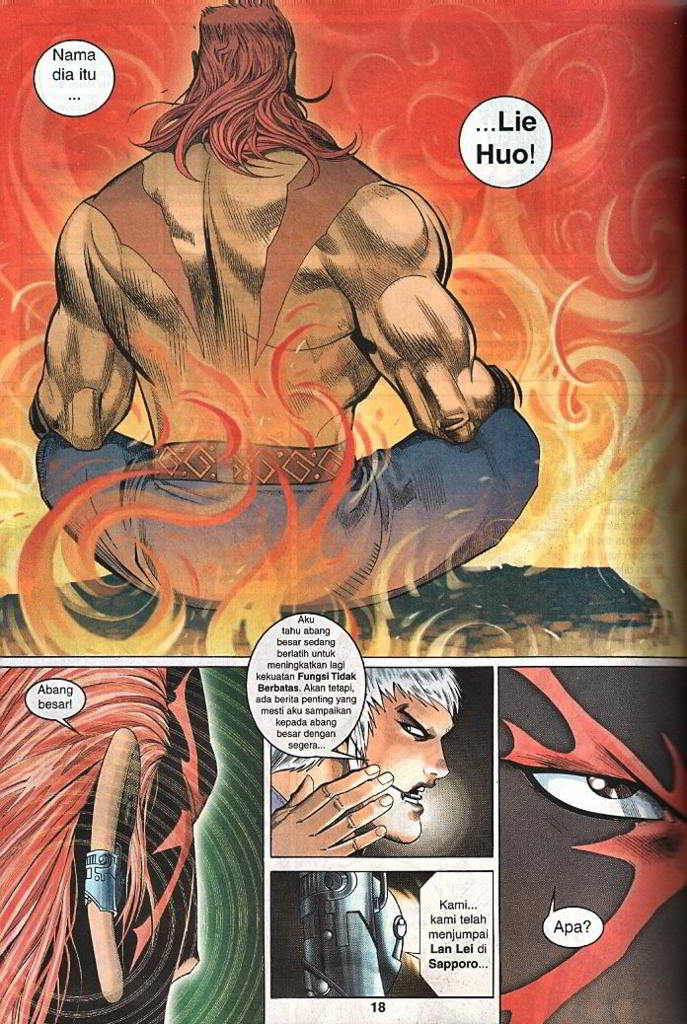 Nama
dia itu
...
...Lie
Huo!
Aku
tahu abang
besar sedang
berlatih untuk
meningkatkan lagi
kekuatan Fungsi Tidak
Berbatas. Akan tetapi,
ada berita penting yang
mesti aku sampaikan
kepada abang
besar dengan
segera...
Abang
besar!
Kami...
kami telah
menjumpai
Lan Lei di
Sapporo...
Apa?
18